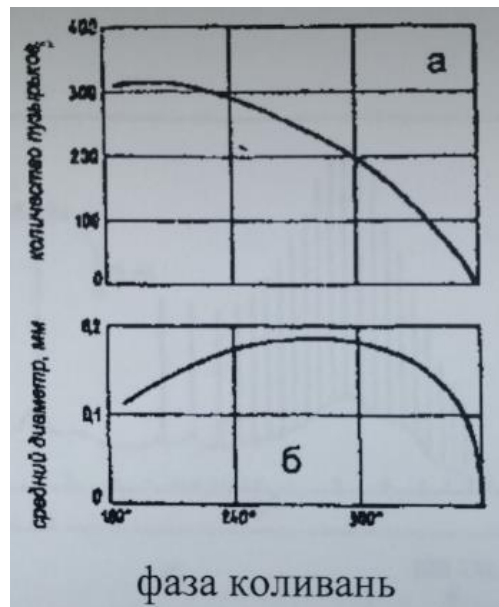 400
300
200
100
0
количество пузырьков,
а
0,2
0,1
0
средний диаметр, мм
б
180°
240°
300°
фаза коливань